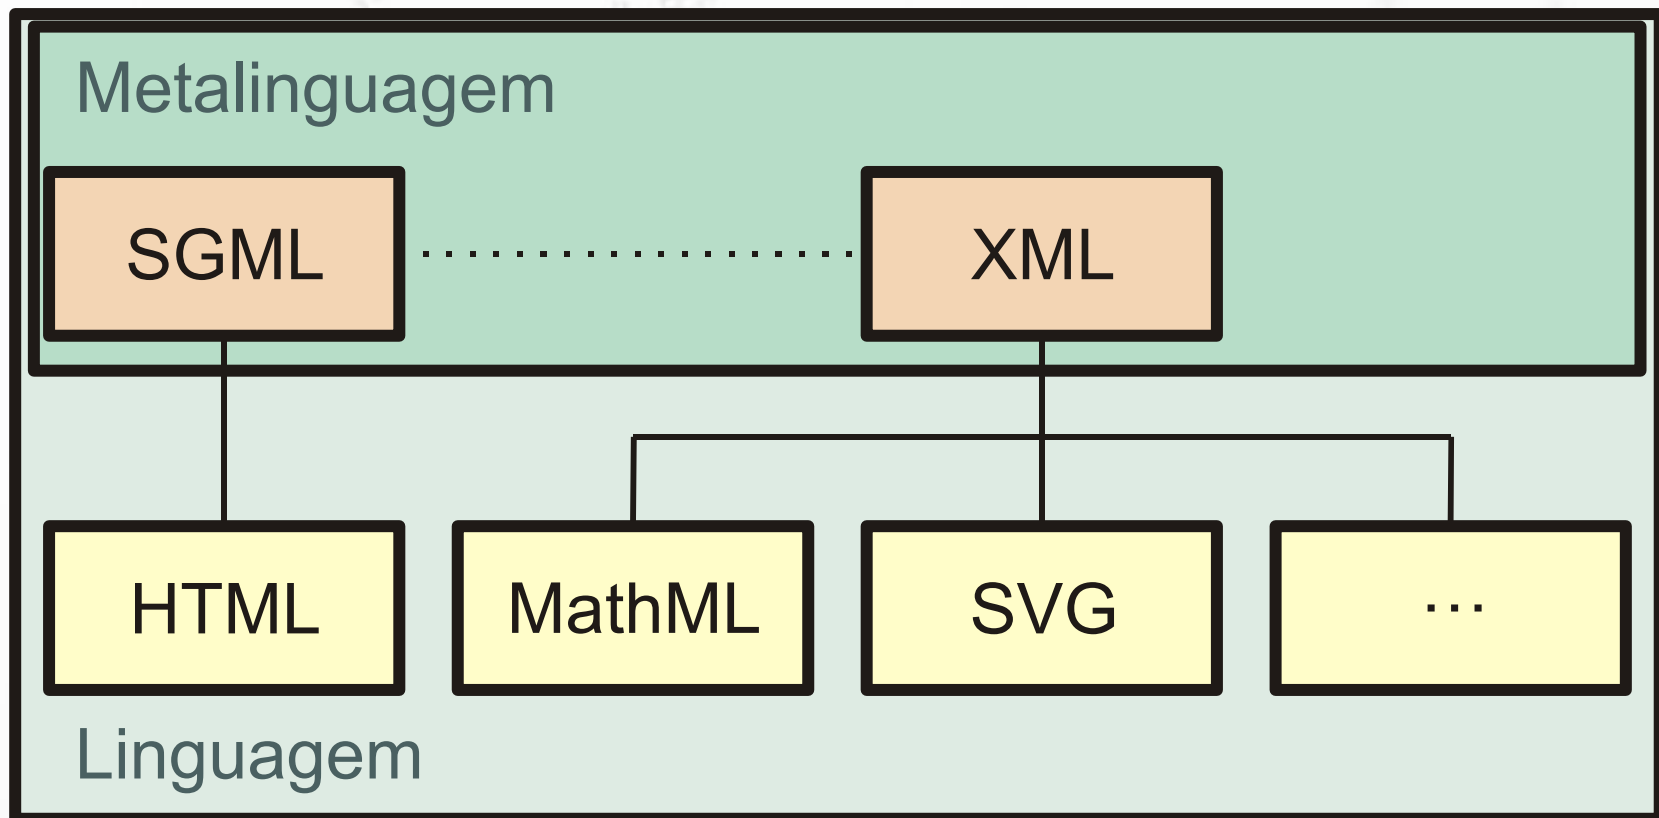 Metalinguagem
SGML
XML
HTML
MathML
SVG
...
Linguagem